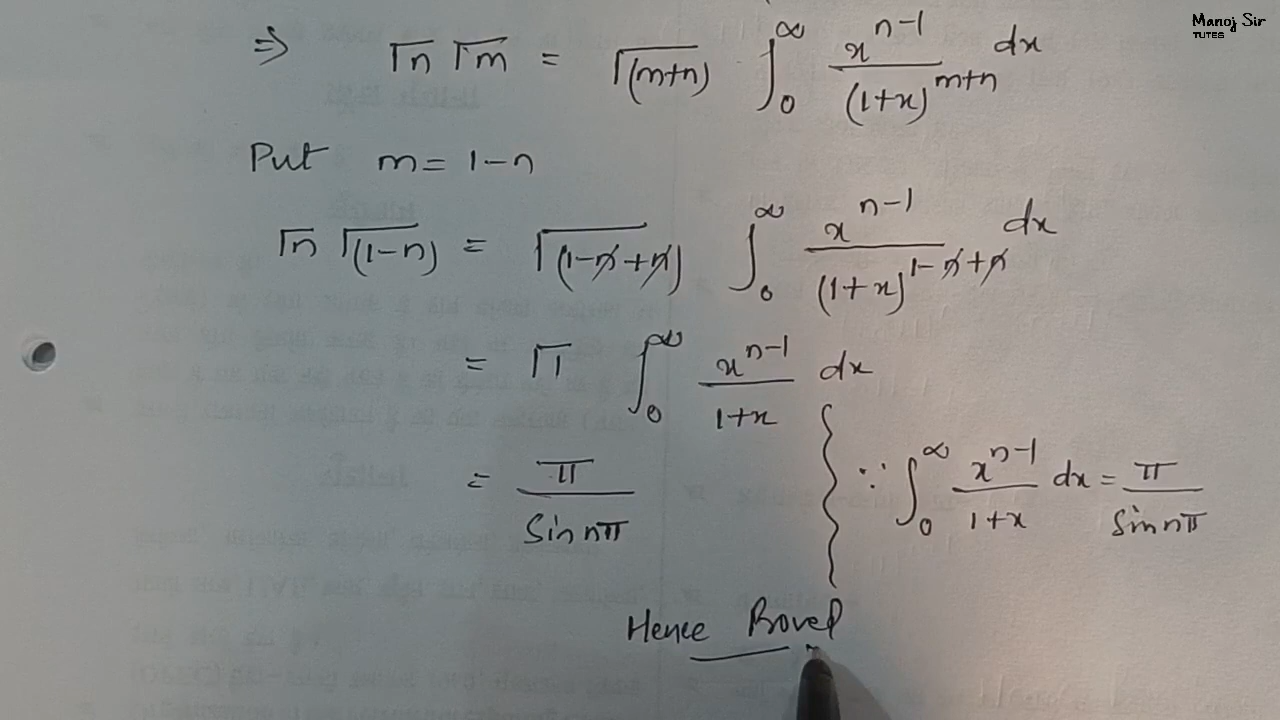 Manoj Sir
TUTES
⇒ Γn Γm = Γ(m+n) ∫₀^∞ x^(n-1)/(1+x)^(m+n) dx
Put m = 1-n
Γn Γ(1-n) = Γ(1-n+n) ∫₀^∞ x^(n-1)/(1+x)^(1-n+n) dx
= Γ1 ∫₀^∞ x^(n-1)/(1+x) dx
= π/Sin nπ { ∵ ∫₀^∞ x^(n-1)/(1+x) dx = π/Sin nπ
Hence Proved